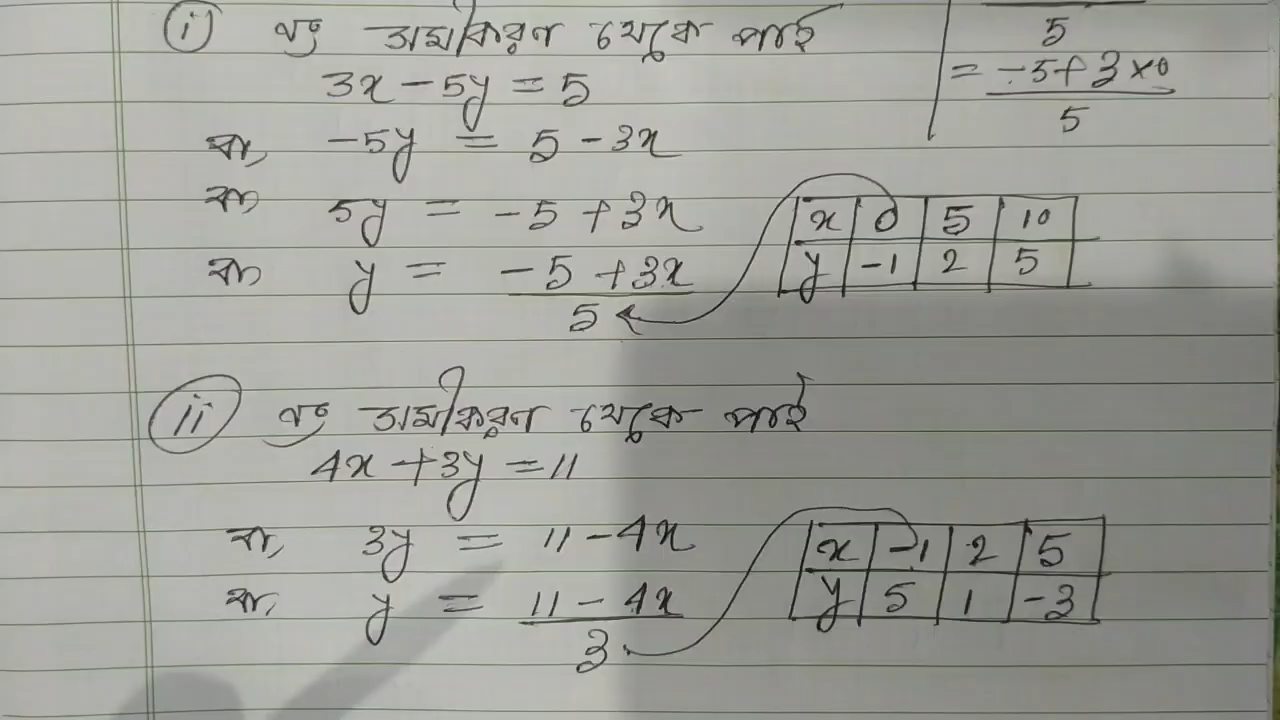 i) নং সমীকরণ থেকে পাই
3x - 5y = 5
বা, -5y = 5 - 3x
বা, 5y = -5 + 3x
বা, y = (-5 + 3x) / 5
5
= (-5 + 3 × 0) / 5
x | 0 | 5 | 10
y | -1 | 2 | 5
ii নং সমীকরণ থেকে পাই
4x + 3y = 11
বা, 3y = 11 - 4x
বা, y = (11 - 4x) / 3
x | -1 | 2 | 5
y | 5 | 1 | -3